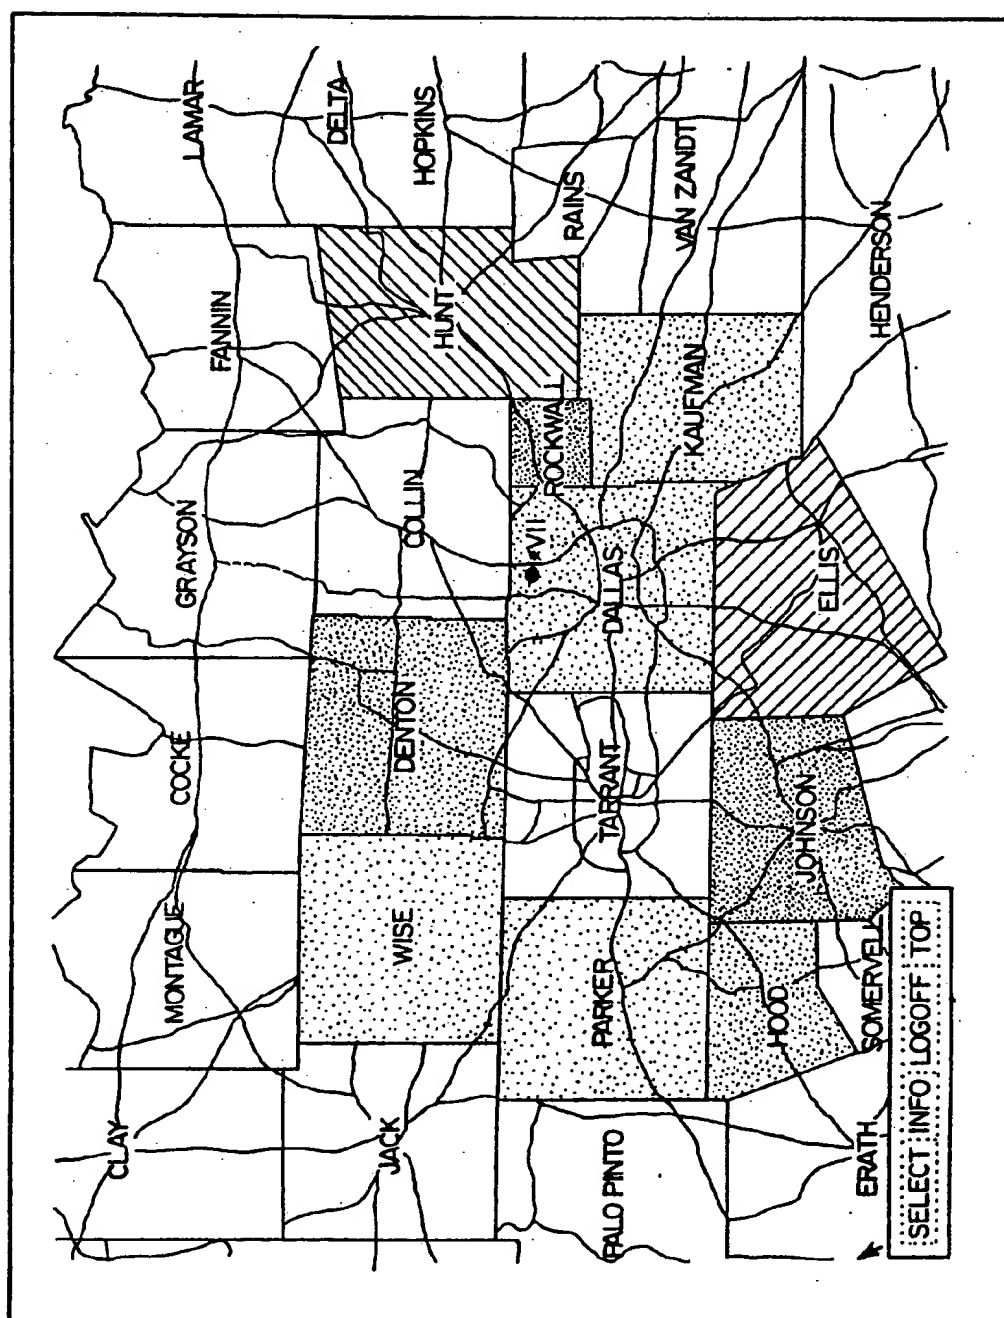 LAMAR
DELTA
HOPKINS
FANNIN
HUNT
RAINS
VAN ZANDT
HENDERSON
GRAYSON
COLLIN
ROCKWALL
KAUFMAN
VII
DALLAS
ELLIS
COCKE
DENTON
TARRANT
JOHNSON
MONTAGUE
WISE
PARKER
HOOD
SOMERVELL
CLAY
JACK
PALO PINTO
ERATH
SELECT INFO LOGOFF TOP